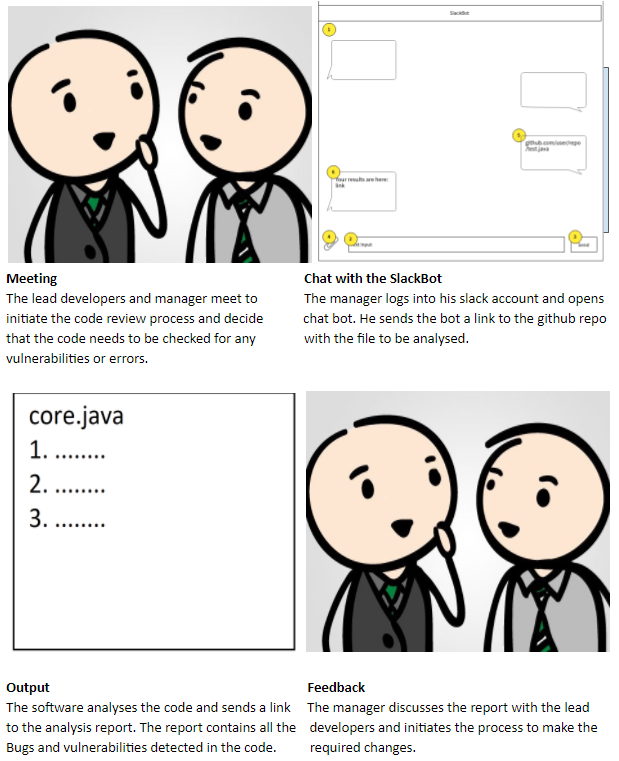 SlackBot
1
5
github.com/user/repo
/test.java
6
Your results are here:
link
4
2
3
Send
Meeting
The lead developers and manager meet to
initiate the code review process and decide
that the code needs to be checked for any
vulnerabilities or errors.
Chat with the SlackBot
The manager logs into his slack account and opens
chat bot. He sends the bot a link to the github repo
with the file to be analysed.
core.java
1. ........
2. ........
3. ........
Output
The software analyses the code and sends a link
to the analysis report. The report contains all the
Bugs and vulnerabilities detected in the code.
Feedback
The manager discusses the report with the lead
developers and initiates the process to make the
required changes.